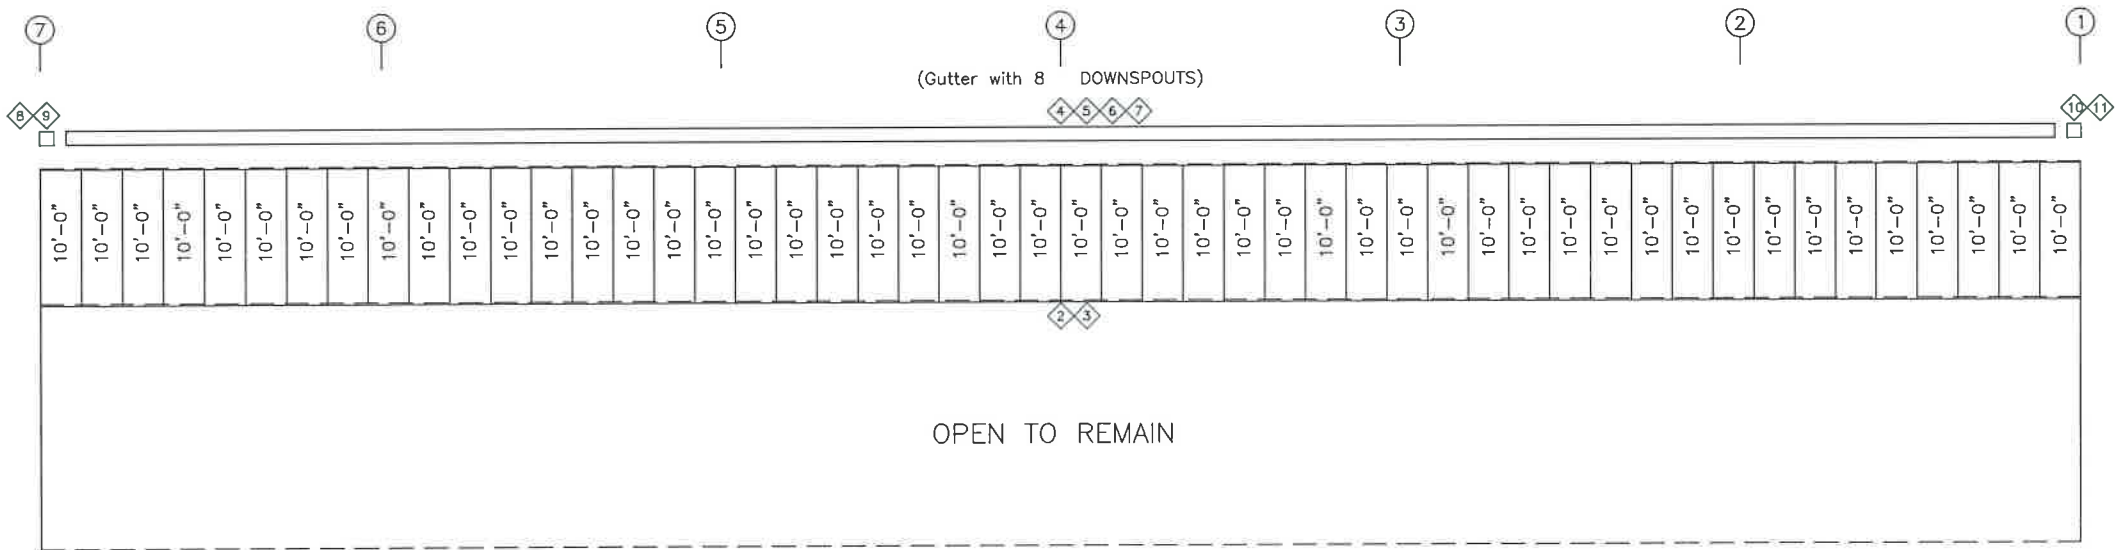 7 6 5 4 3 2 1
(Gutter with 8 DOWNSPOUTS)
8 9 4 5 6 7 10 11
10'-0" 10'-0" 10'-0" 10'-0" 10'-0" 10'-0" 10'-0" 10'-0" 10'-0" 10'-0" 10'-0" 10'-0" 10'-0" 10'-0" 10'-0" 10'-0" 10'-0" 10'-0" 10'-0" 10'-0" 10'-0" 10'-0" 10'-0" 10'-0" 10'-0" 10'-0" 10'-0" 10'-0" 10'-0" 10'-0" 10'-0" 10'-0" 10'-0" 10'-0" 10'-0" 10'-0" 10'-0" 10'-0" 10'-0" 10'-0" 10'-0" 10'-0" 10'-0" 10'-0" 10'-0" 10'-0" 10'-0" 10'-0" 10'-0" 10'-0"
2 3
OPEN TO REMAIN